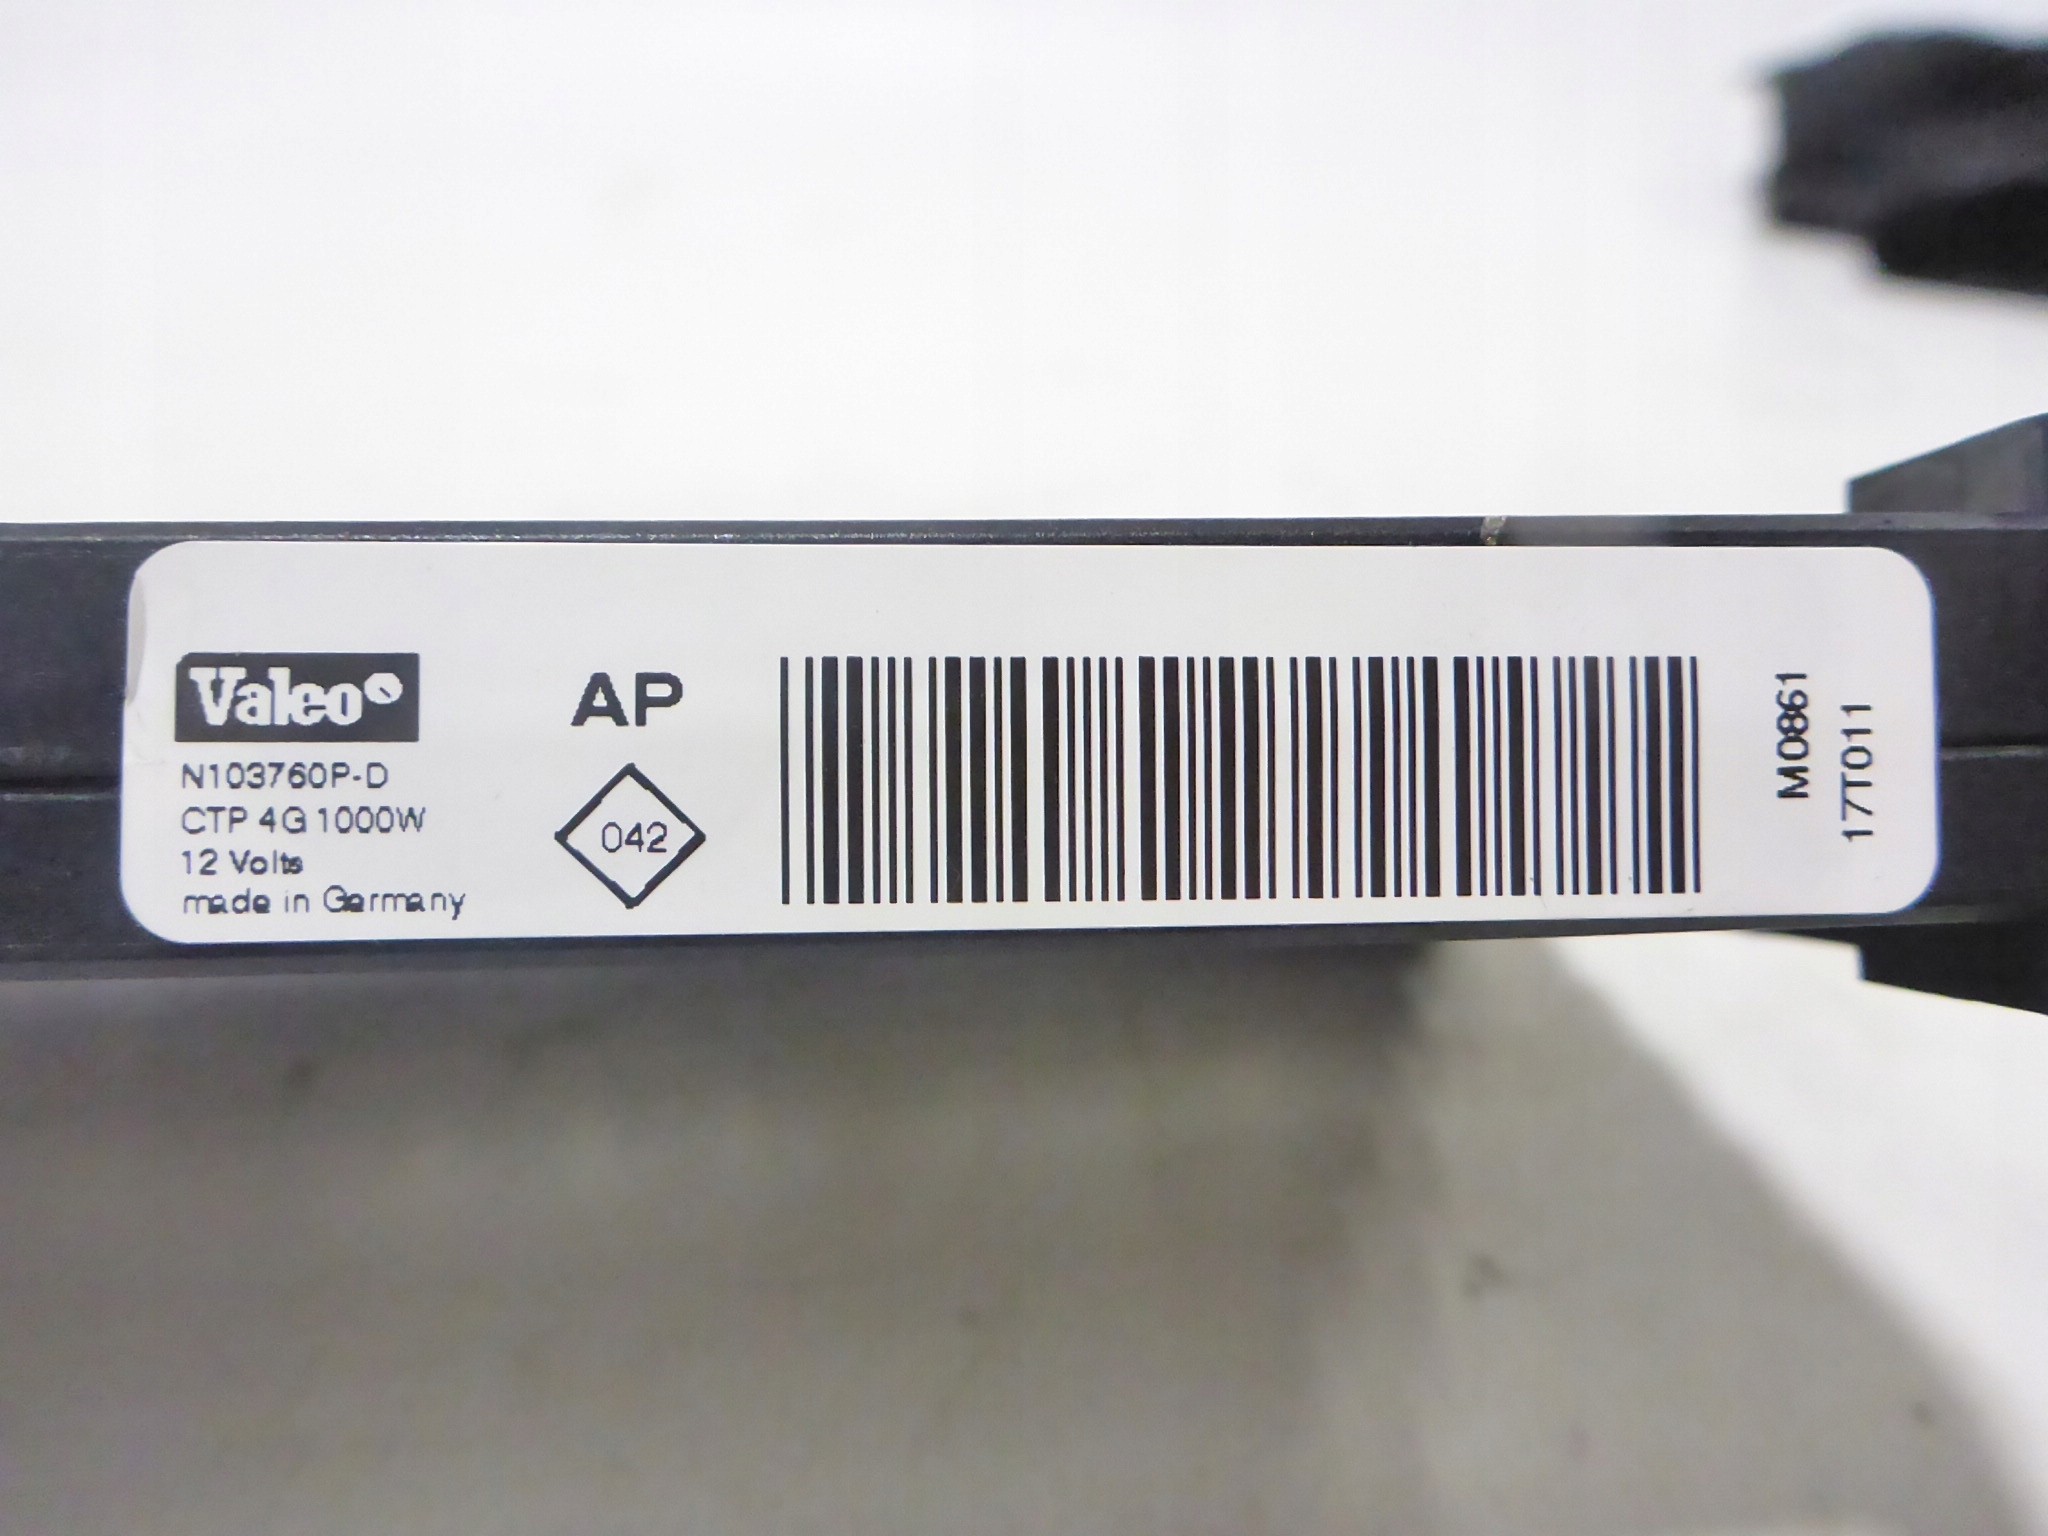 Valeo
N103760P-D
CTP 4G 1000W
12 Volts
made in Germany
AP
042
M0861
17T011